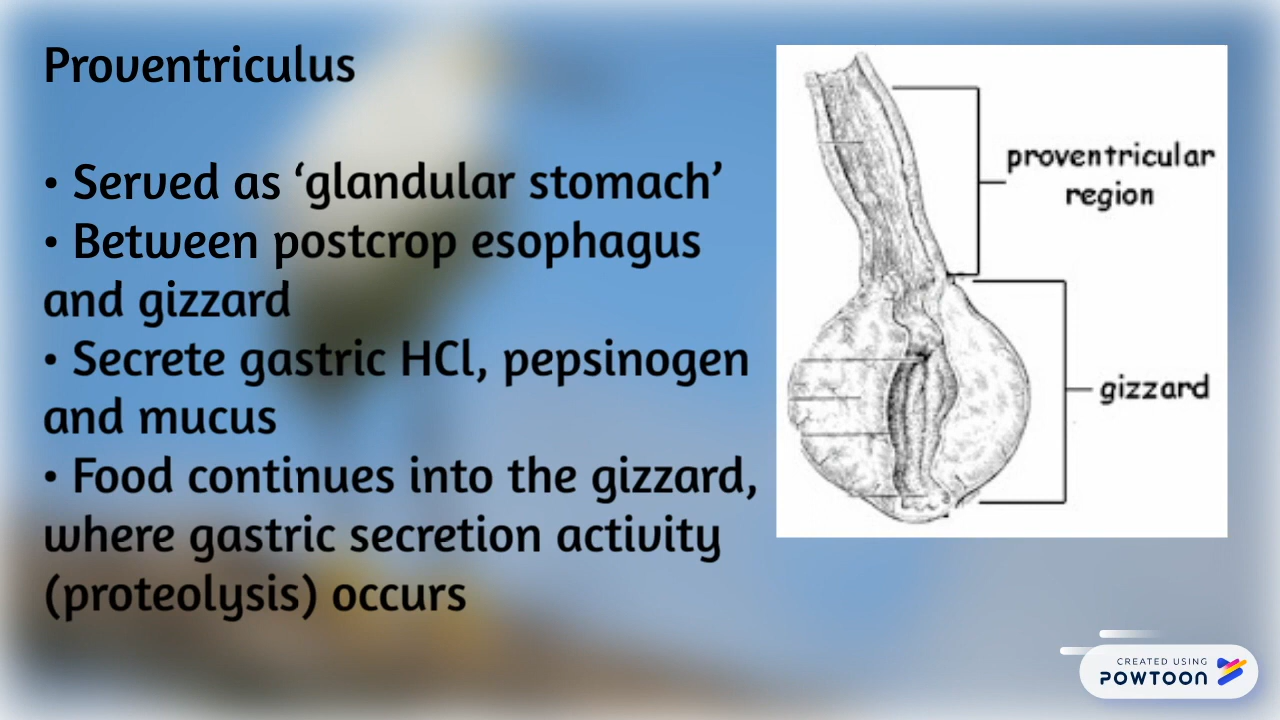 Proventriculus
• Served as ‘glandular stomach’
• Between postcrop esophagus
and gizzard
• Secrete gastric HCl, pepsinogen
and mucus
• Food continues into the gizzard,
where gastric secretion activity
(proteolysis) occurs
proventricular
region
gizzard
CREATED USING
POWTOON